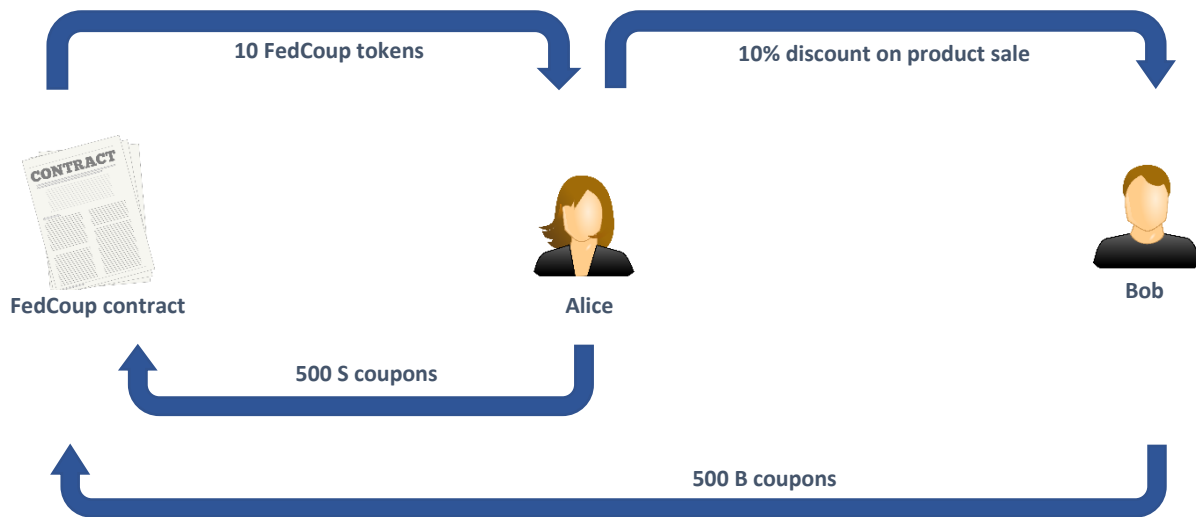 10 FedCoup tokens
10% discount on product sale
CONTRACT
FedCoup contract
Alice
Bob
500 S coupons
500 B coupons